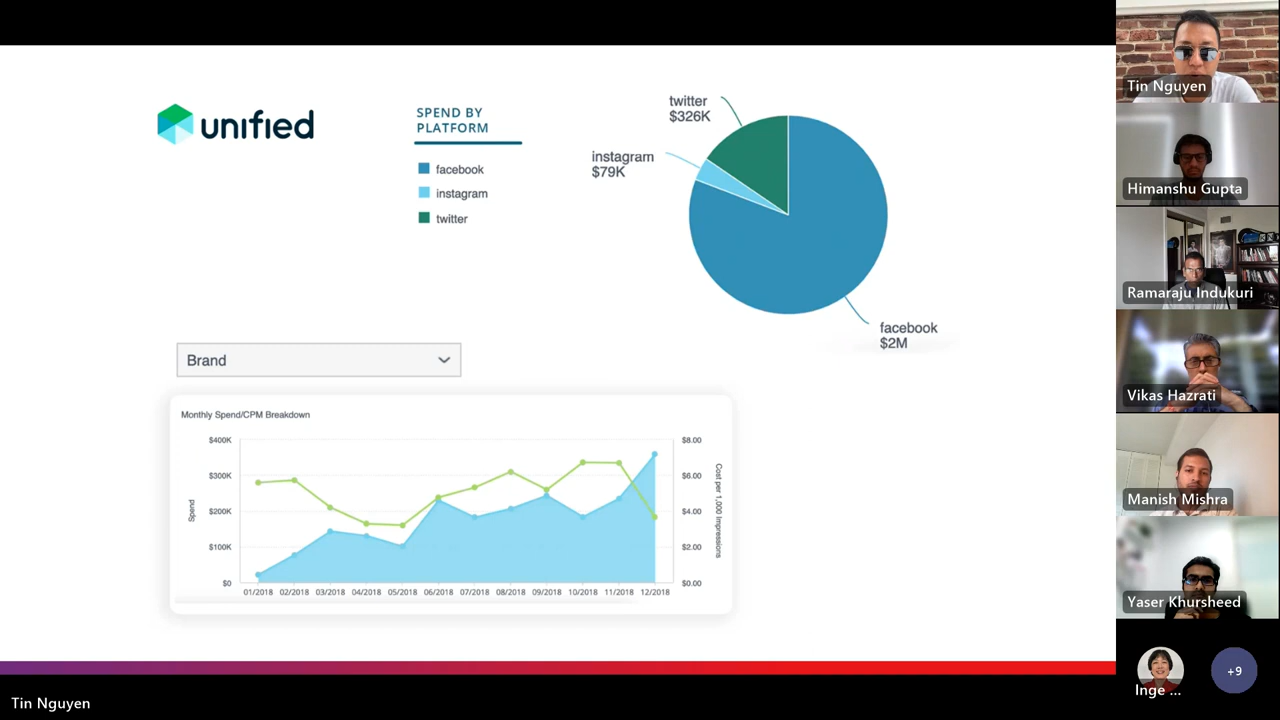 unified
SPEND BY
PLATFORM
facebook
instagram
twitter
twitter
$326K
instagram
$79K
facebook
$2M
Brand
Monthly Spend/CPM Breakdown
$400K
$300K
$200K
$100K
$0
Spend
$8.00
$6.00
$4.00
$2.00
$0.00
Cost per 1,000 Impressions
01/2018 02/2018 03/2018 04/2018 05/2018 06/2018 07/2018 08/2018 09/2018 10/2018 11/2018 12/2018
Tin Nguyen
Tin Nguyen
Himanshu Gupta
Ramaraju Indukuri
Vikas Hazrati
Manish Mishra
Yaser Khursheed
Inge ...
+9